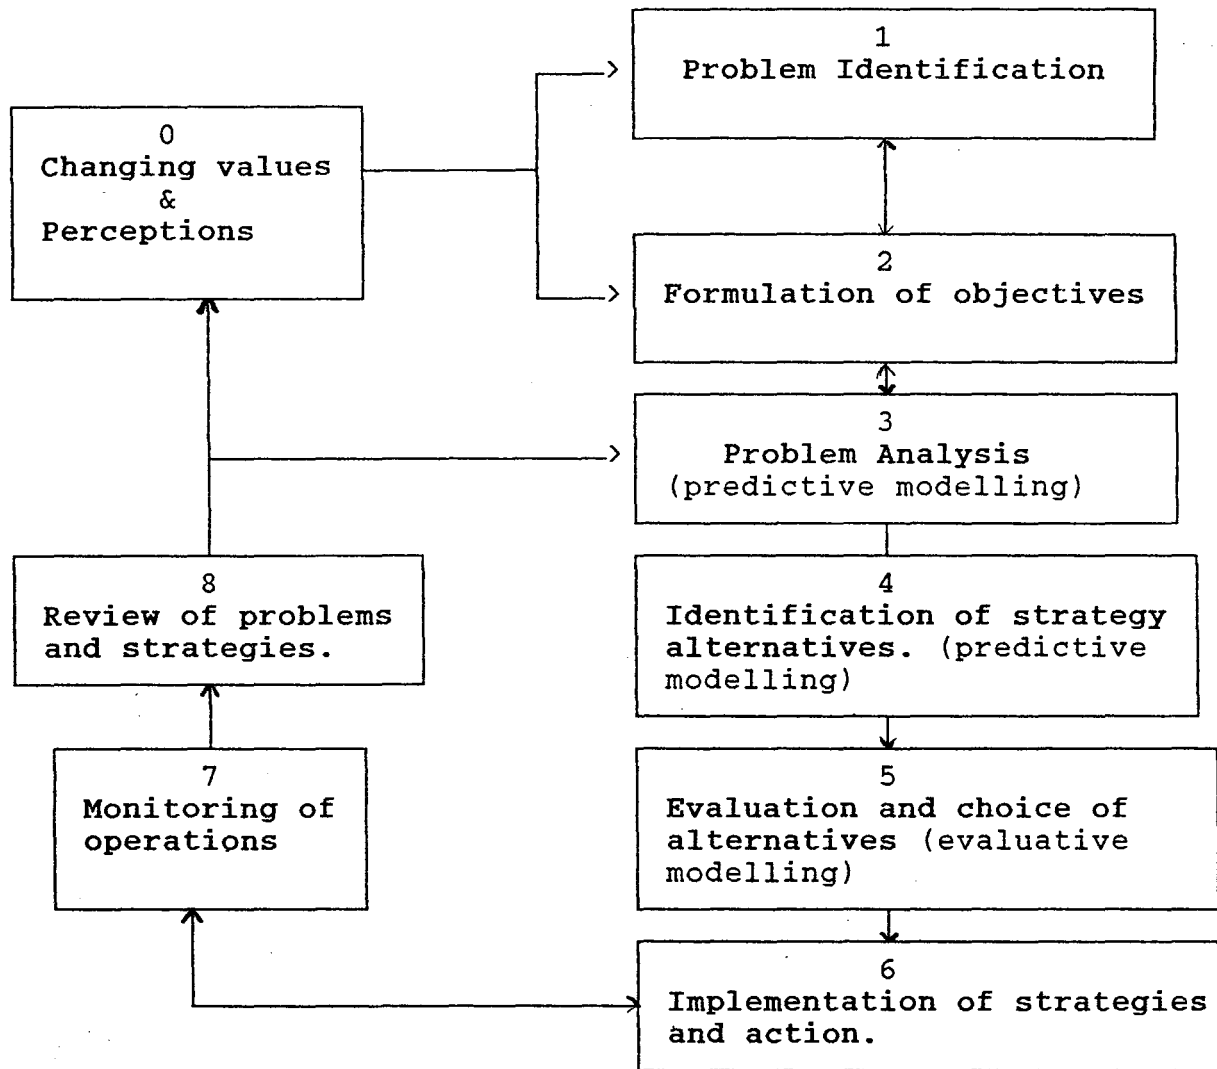 0
Changing values
&
Perceptions
1
Problem Identification
2
Formulation of objectives
3
Problem Analysis
(predictive modelling)
4
Identification of strategy
alternatives. (predictive
modelling)
5
Evaluation and choice of
alternatives (evaluative
modelling)
6
Implementation of strategies
and action.
7
Monitoring of
operations
8
Review of problems
and strategies.